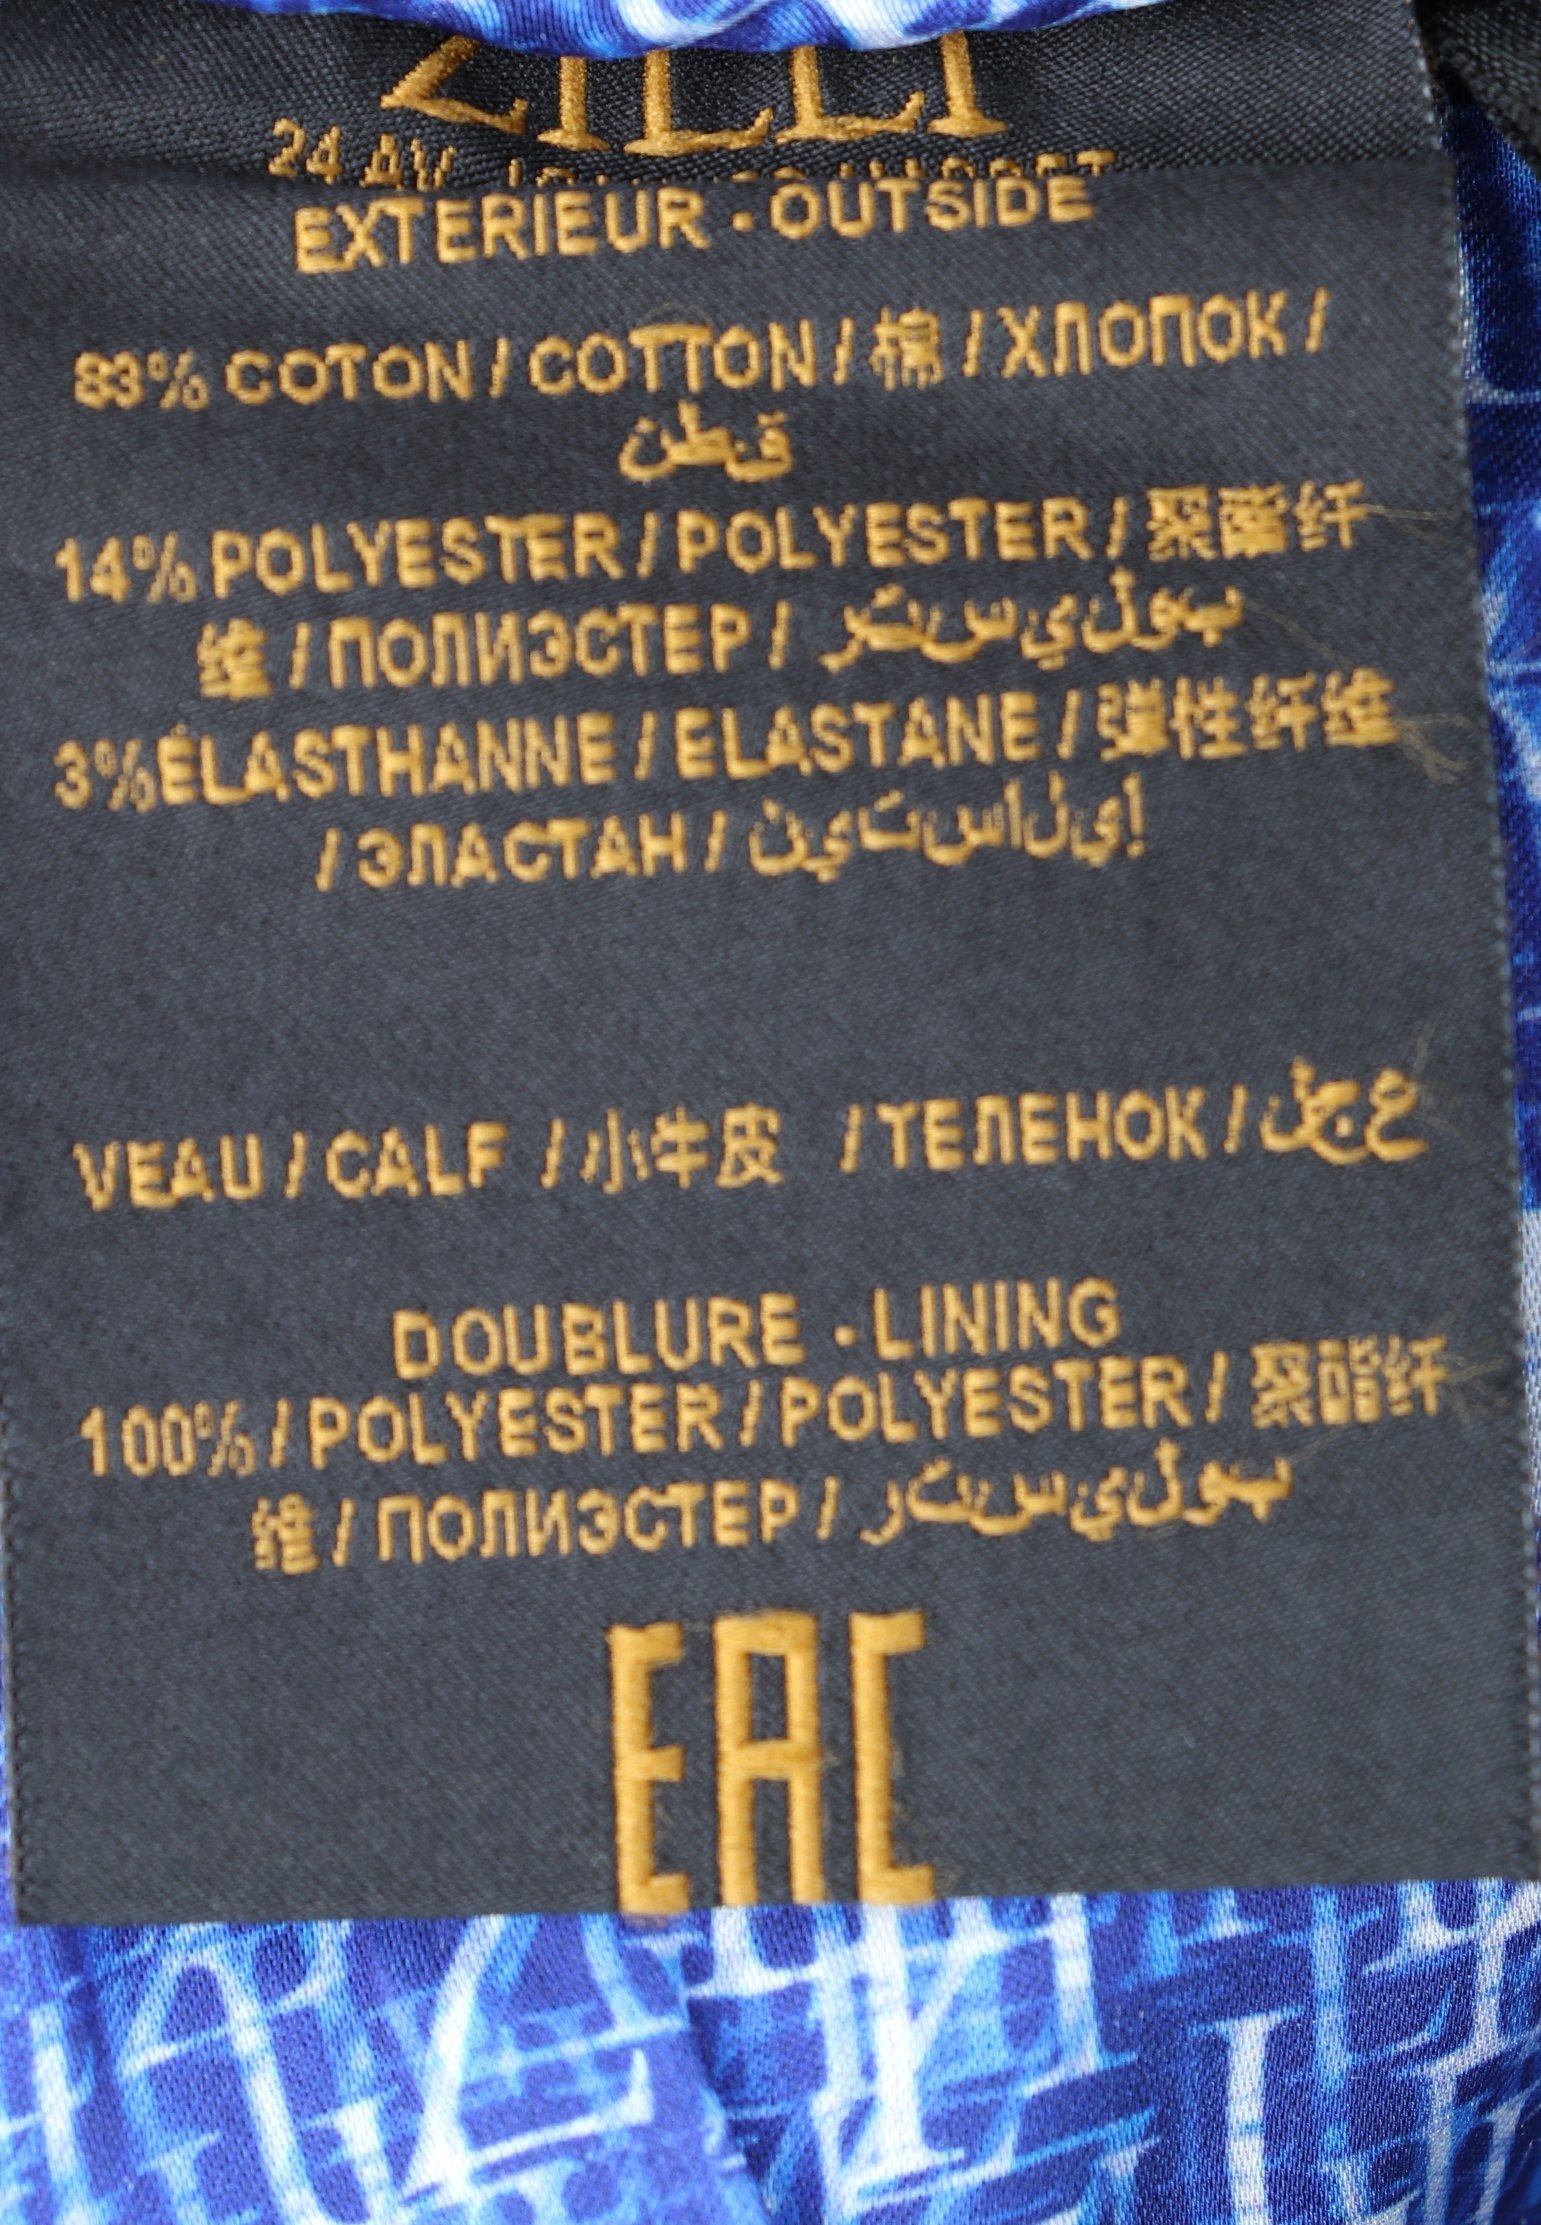 ZILLI
24 AV.
EXTERIEUR - OUTSIDE
83% COTON / COTTON / 棉 / ХЛОПОК /
قطن
14% POLYESTER / POLYESTER / 聚酯纤
维 / ПОЛИЭСТЕР / بوليستر
3% ÉLASTHANNE / ELASTANE / 弹性纤维
/ ЭЛАСТАН / إيلاستين
VEAU / CALF / 小牛皮 / ТЕЛЕНОК / عجل
DOUBLURE - LINING
100% / POLYESTER / POLYESTER / 聚酯纤
维 / ПОЛИЭСТЕР / بوليستر
EAC